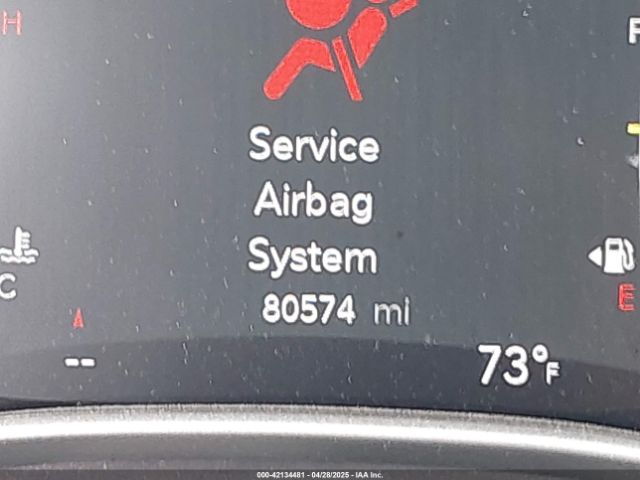 H
F
Service
Airbag
System
C
80574 mi
E
--
73°F
000-42134481 - 04/28/2025 - IAA Inc.